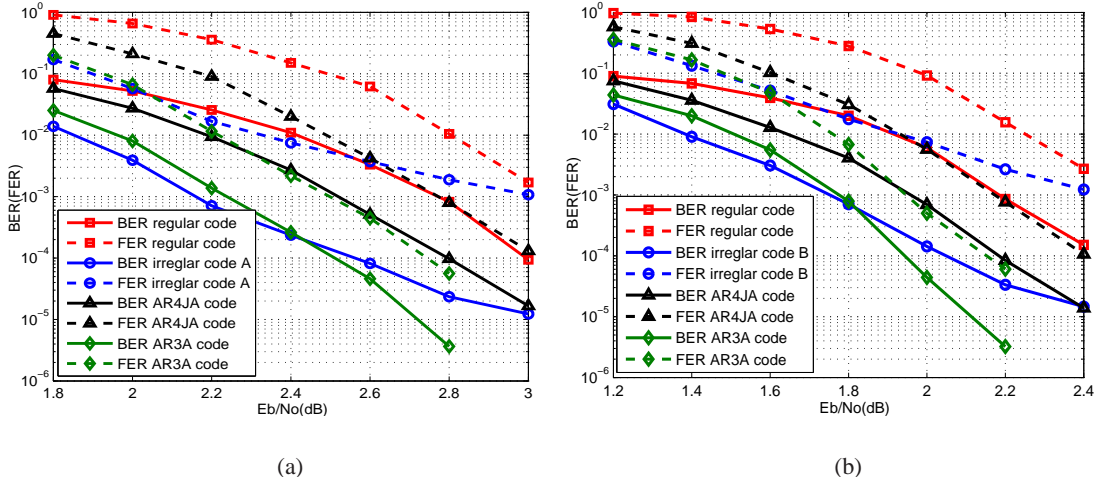 10^0
10^-1
10^-2
10^-3
10^-4
10^-5
10^-6
BER(FER)
BER regular code
FER regular code
BER irreglar code A
FER irreglar code A
BER AR4JA code
FER AR4JA code
BER AR3A code
FER AR3A code
1.8 2 2.2 2.4 2.6 2.8 3
Eb/No(dB)
(a)
10^0
10^-1
10^-2
10^-3
10^-4
10^-5
10^-6
BER(FER)
BER regular code
FER regular code
BER irreglar code B
FER irreglar code B
BER AR4JA code
FER AR4JA code
BER AR3A code
FER AR3A code
1.2 1.4 1.6 1.8 2 2.2 2.4
Eb/No(dB)
(b)